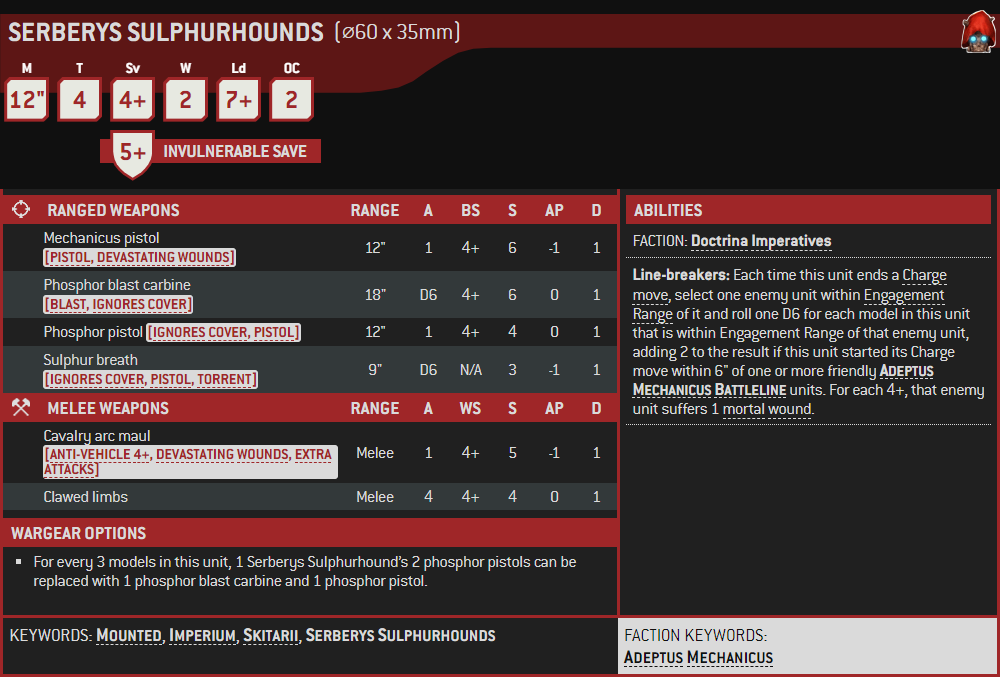 SERBERYS SULPHURHOUNDS (⌀60 x 35mm)
M T Sv W Ld OC
12" 4 4+ 2 7+ 2
5+ INVULNERABLE SAVE
RANGED WEAPONS RANGE A BS S AP D
Mechanicus pistol
[PISTOL, DEVASTATING WOUNDS] 12" 1 4+ 6 -1 1
Phosphor blast carbine
[BLAST, IGNORES COVER] 18" D6 4+ 6 0 1
Phosphor pistol [IGNORES COVER, PISTOL] 12" 1 4+ 4 0 1
Sulphur breath
[IGNORES COVER, PISTOL, TORRENT] 9" D6 N/A 3 -1 1
MELEE WEAPONS RANGE A WS S AP D
Cavalry arc maul
[ANTI-VEHICLE 4+, DEVASTATING WOUNDS, EXTRA
ATTACKS] Melee 1 4+ 5 -1 1
Clawed limbs Melee 4 4+ 4 0 1
WARGEAR OPTIONS
▪ For every 3 models in this unit, 1 Serberys Sulphurhound's 2 phosphor pistols can be
replaced with 1 phosphor blast carbine and 1 phosphor pistol.
ABILITIES
FACTION: Doctrina Imperatives
Line-breakers: Each time this unit ends a Charge
move, select one enemy unit within Engagement
Range of it and roll one D6 for each model in this unit
that is within Engagement Range of that enemy unit,
adding 2 to the result if this unit started its Charge
move within 6" of one or more friendly ADEPTUS
MECHANICUS BATTLELINE units. For each 4+, that enemy
unit suffers 1 mortal wound.
KEYWORDS: MOUNTED, IMPERIUM, SKITARII, SERBERYS SULPHURHOUNDS
FACTION KEYWORDS:
ADEPTUS MECHANICUS